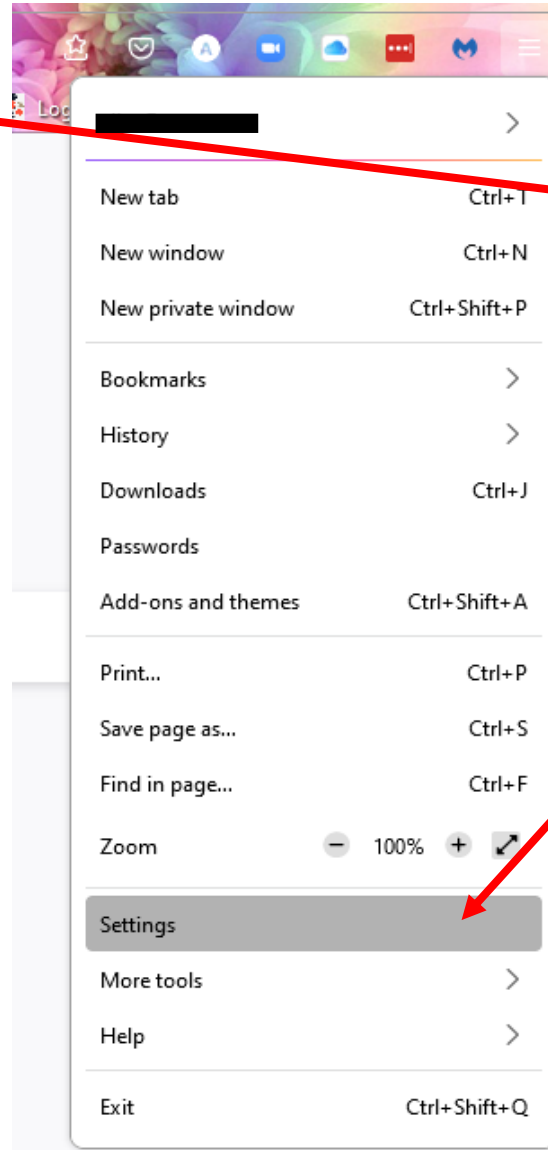 A
Log
New tab Ctrl+T
New window Ctrl+N
New private window Ctrl+Shift+P
Bookmarks
History
Downloads Ctrl+J
Passwords
Add-ons and themes Ctrl+Shift+A
Print... Ctrl+P
Save page as... Ctrl+S
Find in page... Ctrl+F
Zoom − 100% +
Settings
More tools
Help
Exit Ctrl+Shift+Q